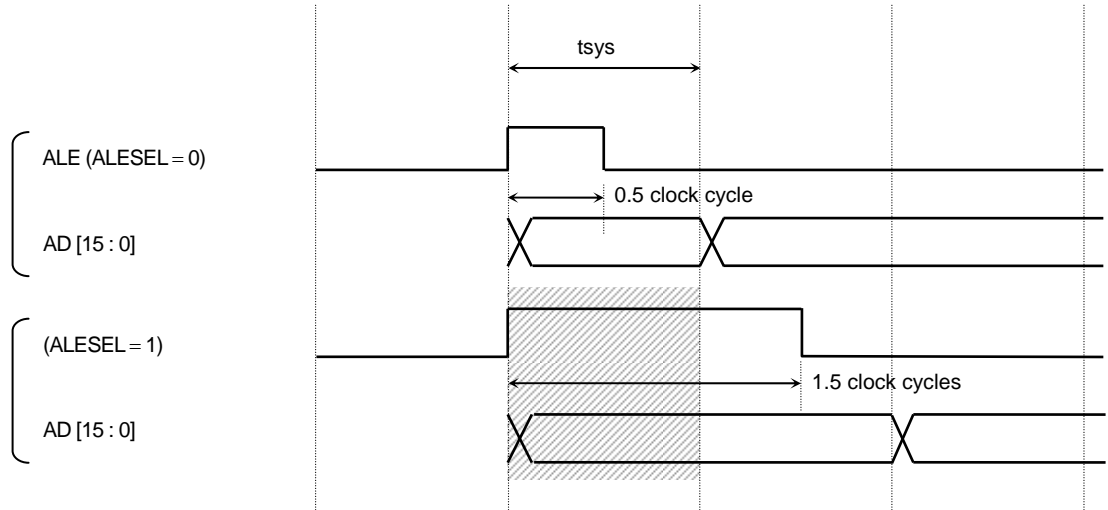 tsys
ALE (ALESEL = 0)
0.5 clock cycle
AD [15 : 0]
(ALESEL = 1)
1.5 clock cycles
AD [15 : 0]